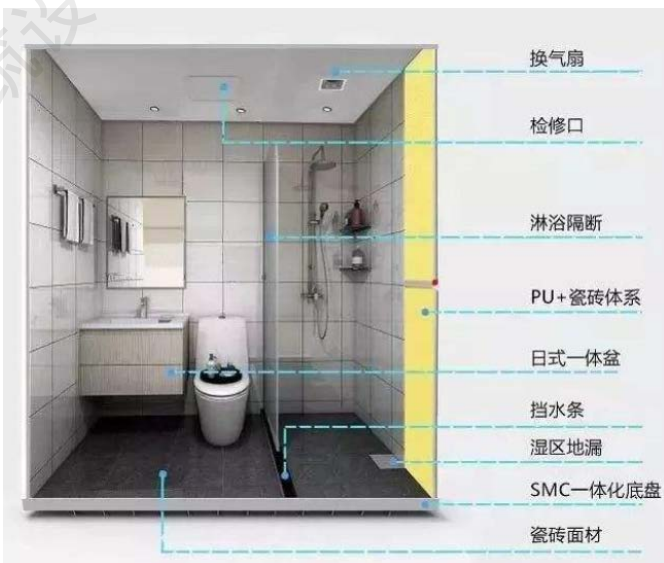 换气扇
检修口
淋浴隔断
PU+瓷砖体系
日式一体盆
挡水条
湿区地漏
SMC一体化底盘
瓷砖面材